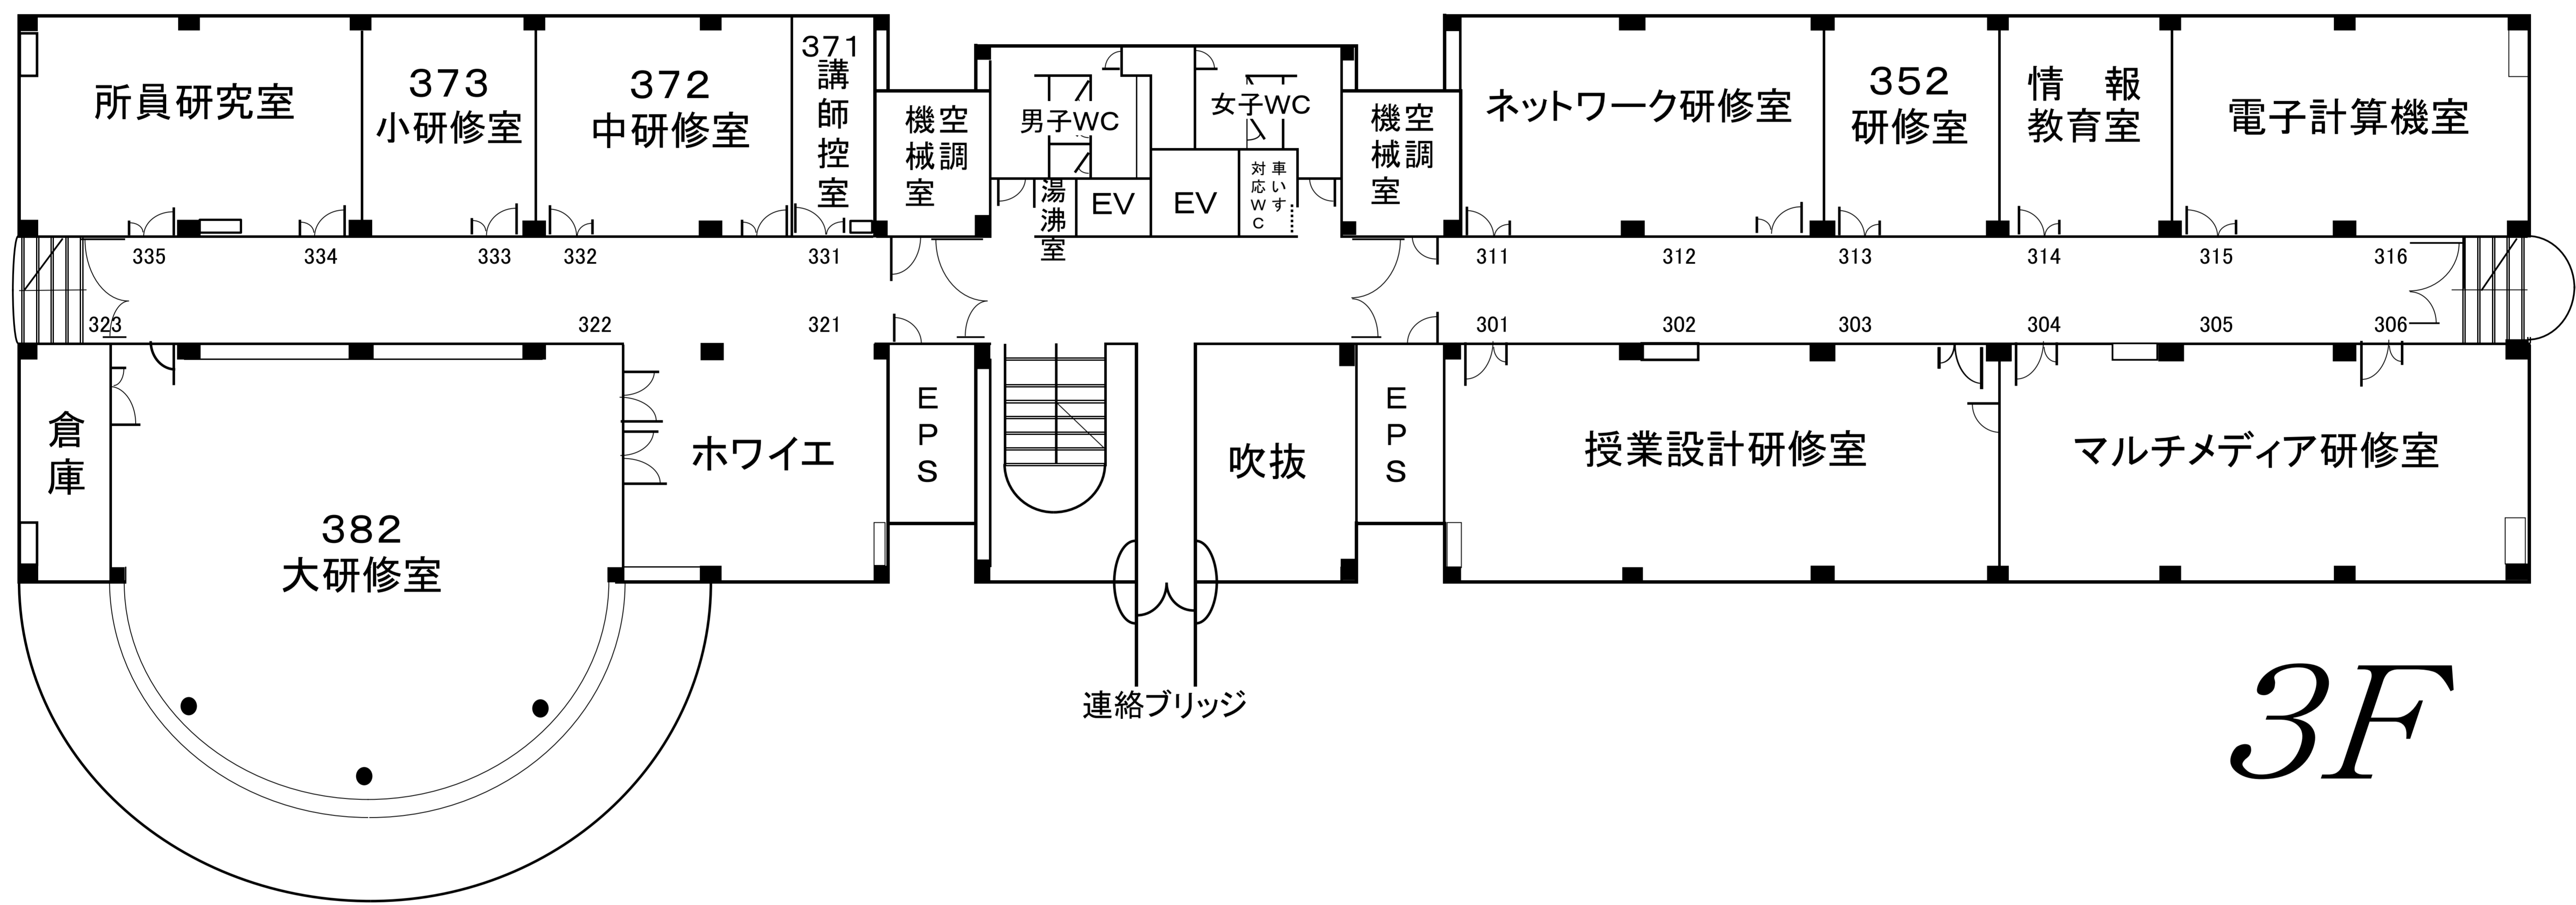 所員研究室
373
小研修室
372
中研修室
371
講師控室
空調
機械室
男子WC
湯沸室
EV
EV
女子WC
車いす
対応WC
空調
機械室
ネットワーク研修室
352
研修室
情 報
教育室
電子計算機室
335
334
333
332
331
311
312
313
314
315
316
323
322
321
301
302
303
304
305
306
倉庫
382
大研修室
ホワイエ
EPS
吹抜
EPS
授業設計研修室
マルチメディア研修室
連絡ブリッジ
3F